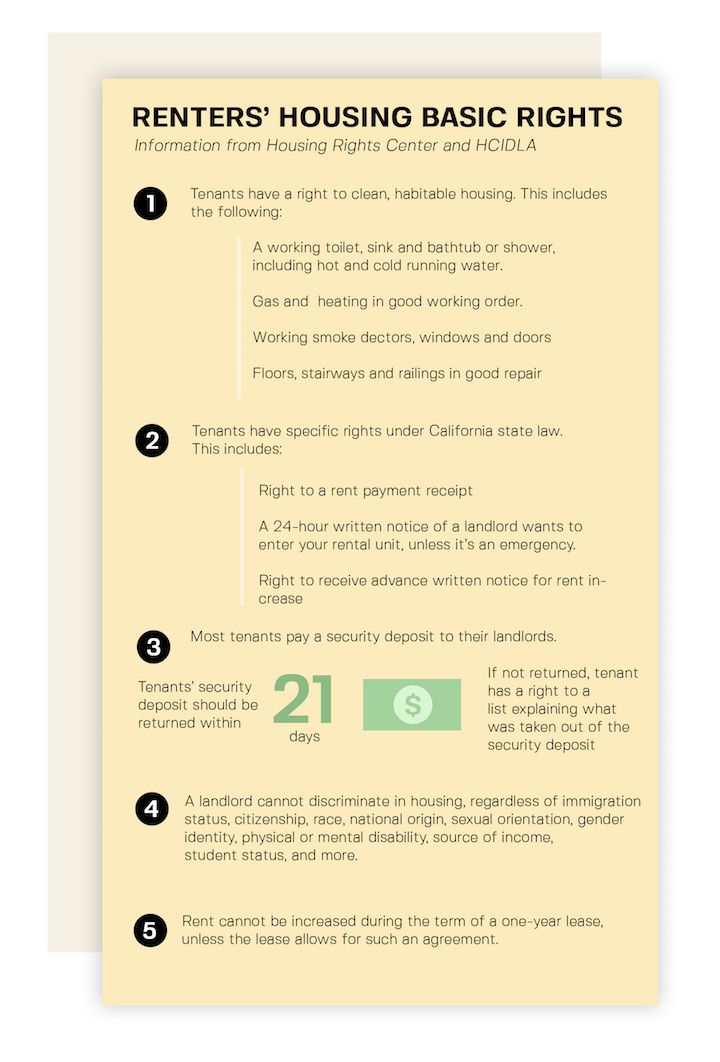 RENTERS’ HOUSING BASIC RIGHTS
Information from Housing Rights Center and HCIDLA
1
Tenants have a right to clean, habitable housing. This includes
the following:
A working toilet, sink and bathtub or shower,
including hot and cold running water.
Gas and  heating in good working order.
Working smoke dectors, windows and doors
Floors, stairways and railings in good repair
2
Tenants have specific rights under California state law.
This includes:
Right to a rent payment receipt
A 24-hour written notice of a landlord wants to
enter your rental unit, unless it’s an emergency.
Right to receive advance written notice for rent in-
crease
3
Most tenants pay a security deposit to their landlords.
Tenants’ security
deposit should be
returned within
21
days
$
If not returned, tenant
has a right to a
list explaining what
was taken out of the
security deposit
4
A landlord cannot discriminate in housing, regardless of immigration
status, citizenship, race, national origin, sexual orientation, gender
identity, physical or mental disability, source of income,
student status, and more.
5
Rent cannot be increased during the term of a one-year lease,
unless the lease allows for such an agreement.